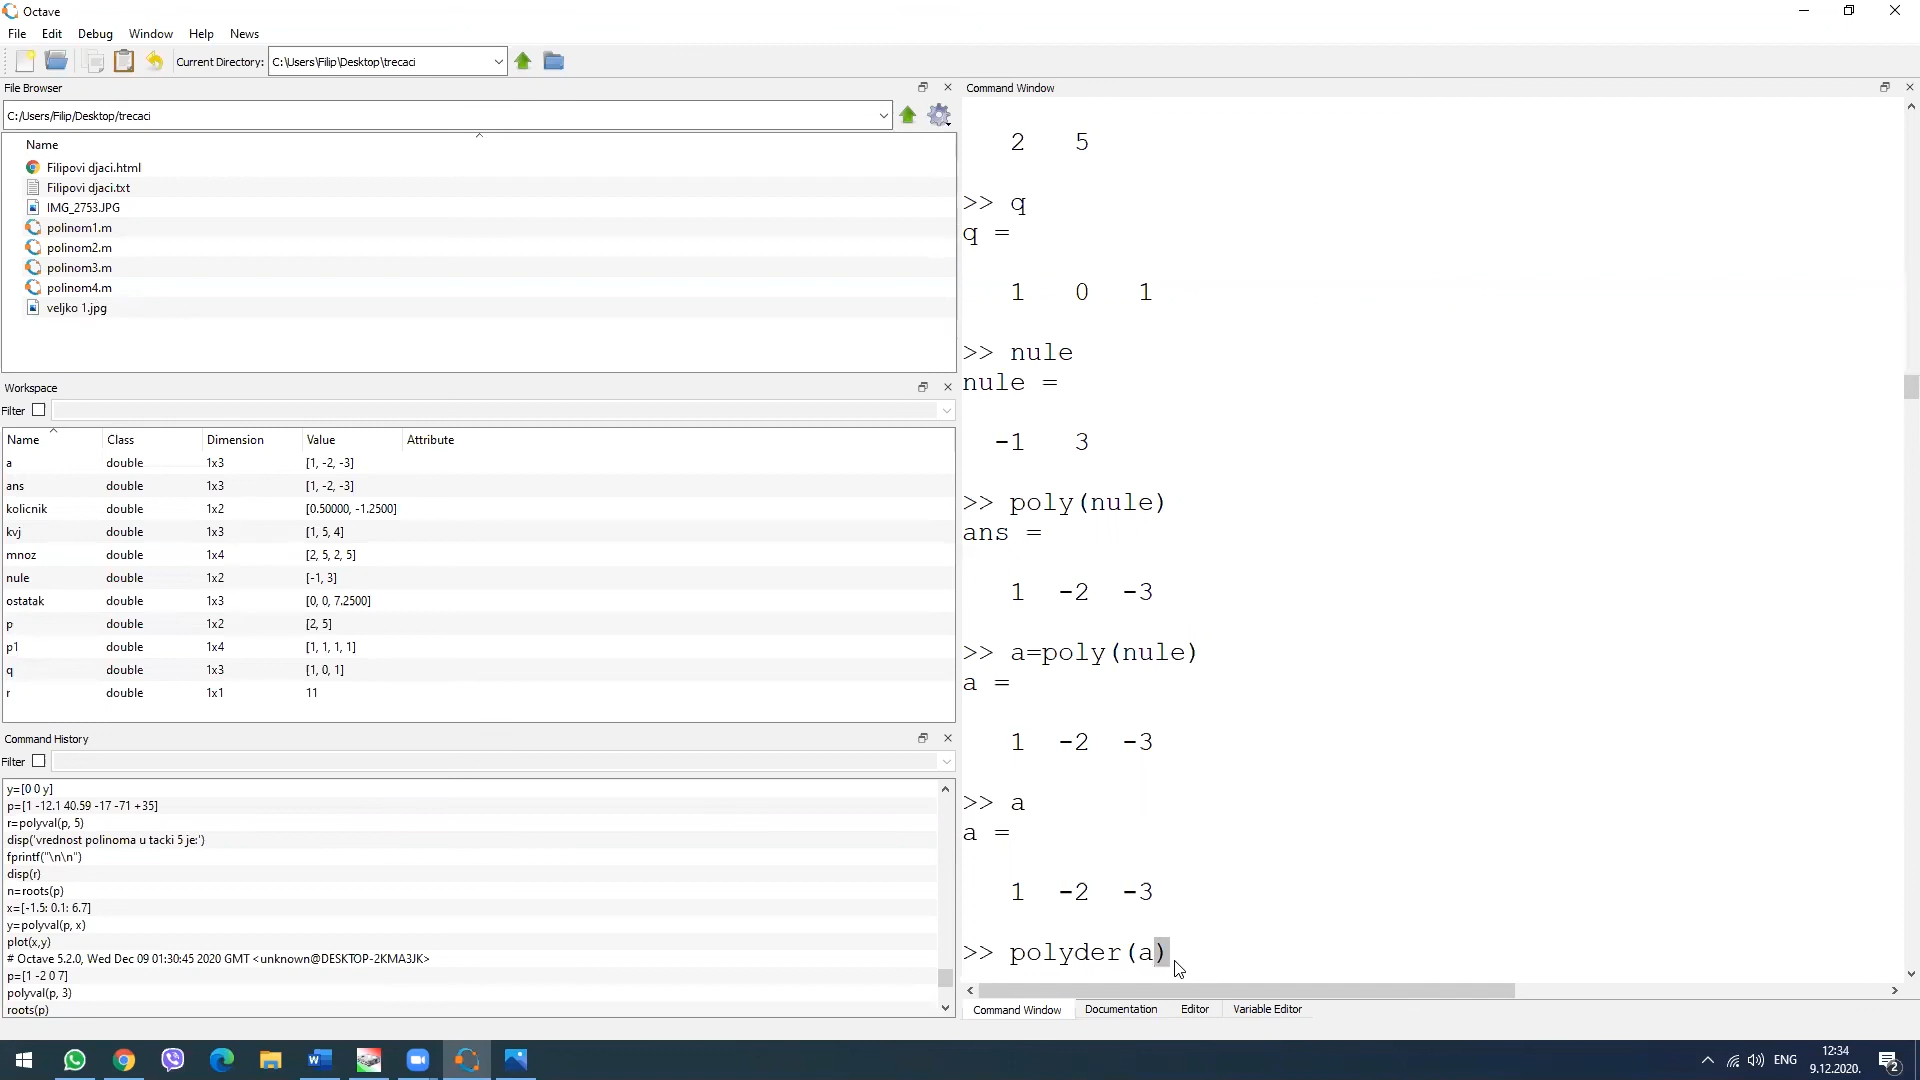 Octave
File Edit Debug Window Help News
Current Directory: C:\Users\Filip\Desktop\trecaci
File Browser
C:/Users/Filip/Desktop/trecaci
Name
Filipovi djaci.html
Filipovi djaci.txt
IMG_2753.JPG
polinom1.m
polinom2.m
polinom3.m
polinom4.m
veljko 1.jpg
Workspace
Filter
Name Class Dimension Value Attribute
a double 1x3 [1, -2, -3]
ans double 1x3 [1, -2, -3]
kolicnik double 1x2 [0.50000, -1.2500]
kvj double 1x3 [1, 5, 4]
mnoz double 1x4 [2, 5, 2, 5]
nule double 1x2 [-1, 3]
ostatak double 1x3 [0, 0, 7.2500]
p double 1x2 [2, 5]
p1 double 1x4 [1, 1, 1, 1]
q double 1x3 [1, 0, 1]
r double 1x1 11
Command History
Filter
y=[0 0 y]
p=[1 -12.1 40.59 -17 -71 +35]
r=polyval(p, 5)
disp('vrednost polinoma u tacki 5 je:')
fprintf("\n\n")
disp(r)
n=roots(p)
x=[-1.5: 0.1: 6.7]
y=polyval(p, x)
plot(x,y)
# Octave 5.2.0, Wed Dec 09 01:30:45 2020 GMT <unknown@DESKTOP-2KMA3JK>
p=[1 -2 0 7]
polyval(p, 3)
roots(p)
Command Window
2 5
>> q
q =
1 0 1
>> nule
nule =
-1 3
>> poly(nule)
ans =
1 -2 -3
>> a=poly(nule)
a =
1 -2 -3
>> a
a =
1 -2 -3
>> polyder(a)
Command Window Documentation Editor Variable Editor
ENG
12:34
9.12.2020.
2